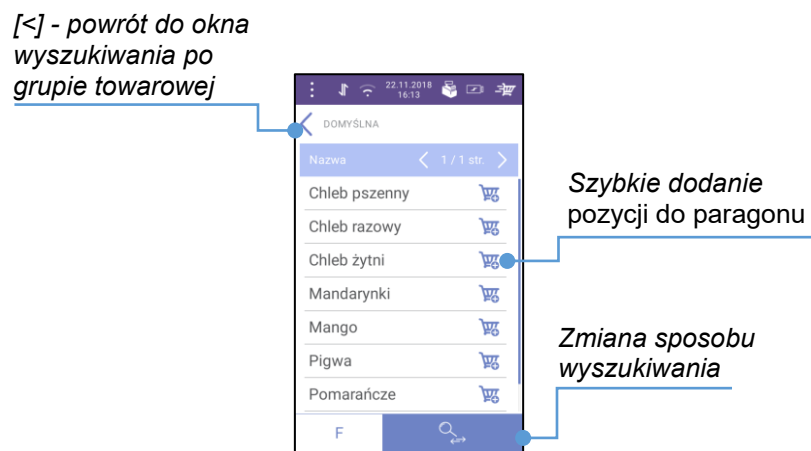 [<] - powrót do okna
wyszukiwania po
grupie towarowej
22.11.2018
16:13
DOMYŚLNA
Nazwa 1 / 1 str.
Chleb pszenny
Chleb razowy
Chleb żytni
Mandarynki
Mango
Pigwa
Pomarańcze
F
Szybkie dodanie
pozycji do paragonu
Zmiana sposobu
wyszukiwania